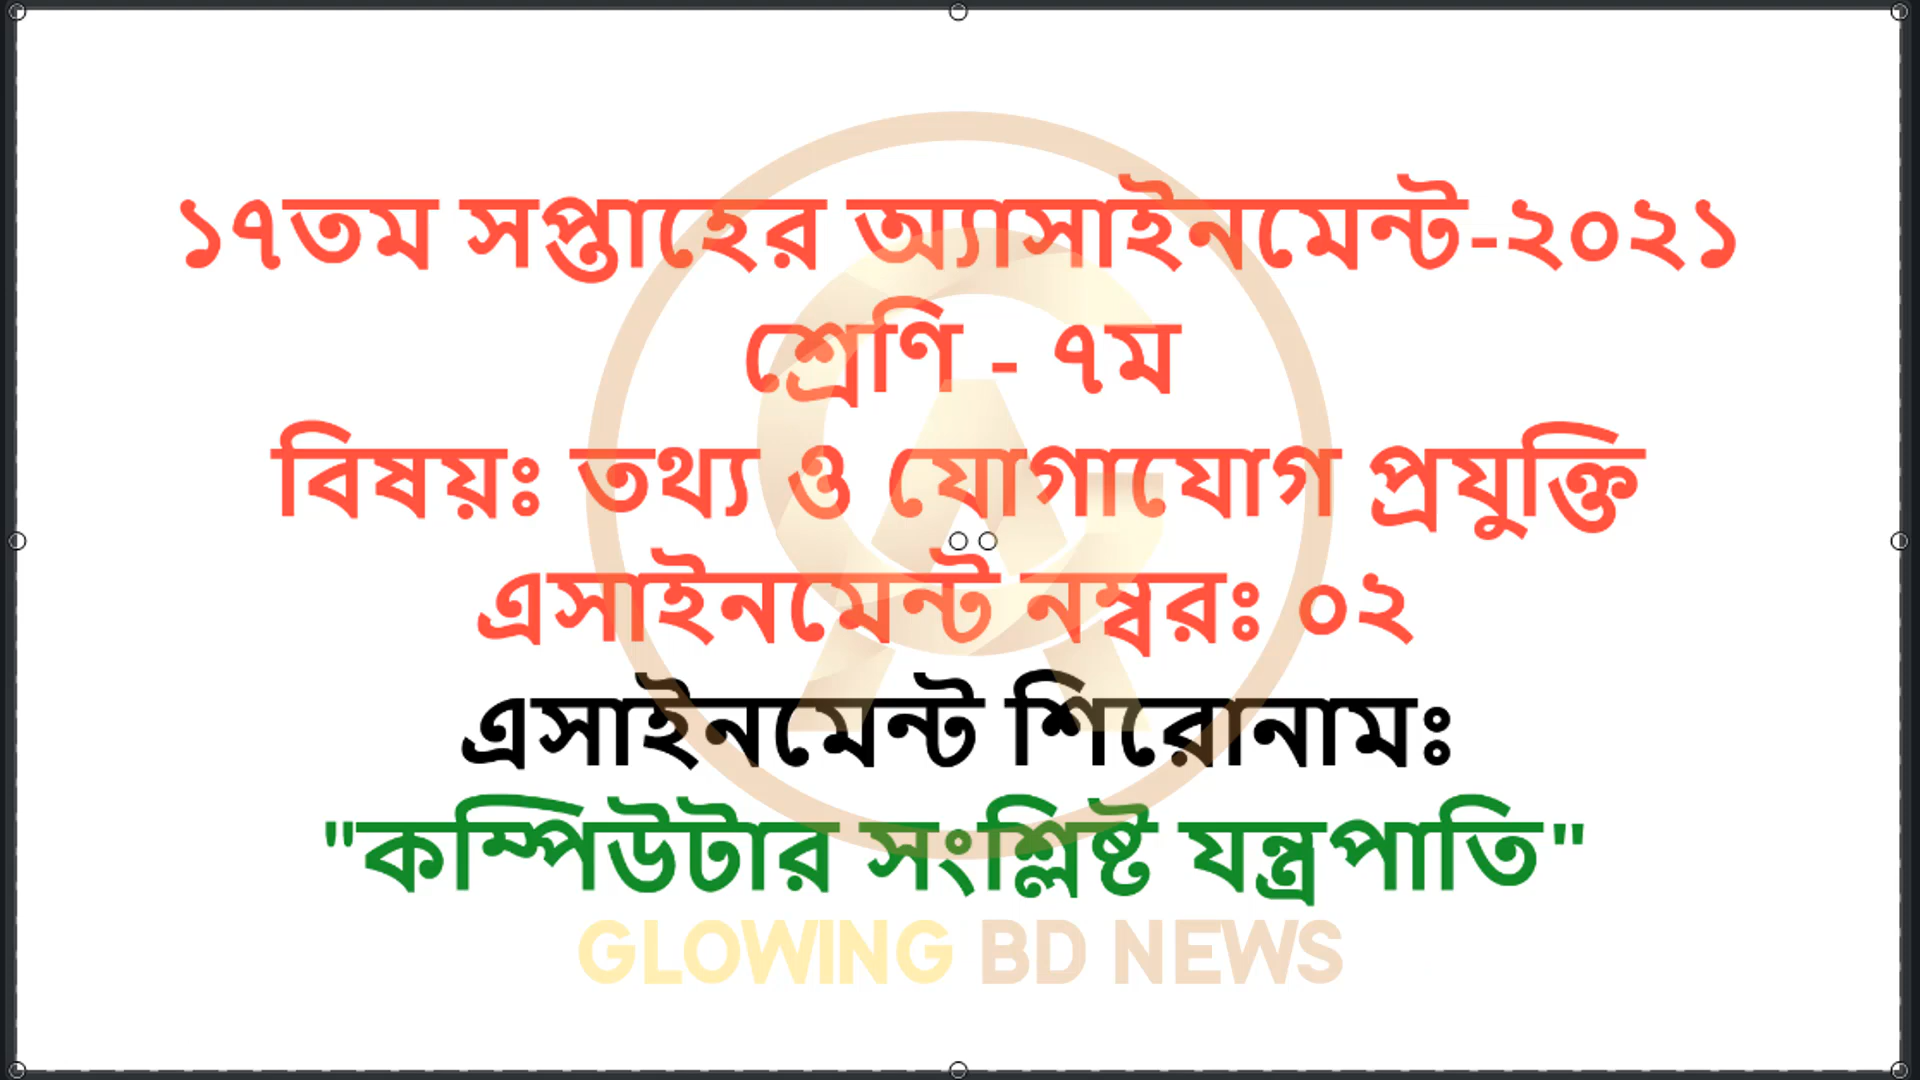 ১৭তম সপ্তাহের অ্যাসাইনমেন্ট-২০২১
শ্রেণি - ৭ম
বিষয়ঃ তথ্য ও যোগাযোগ প্রযুক্তি
এসাইনমেন্ট নম্বরঃ ০২
এসাইনমেন্ট শিরোনামঃ
"কম্পিউটার সংশ্লিষ্ট যন্ত্রপাতি"
GLOWING BD NEWS